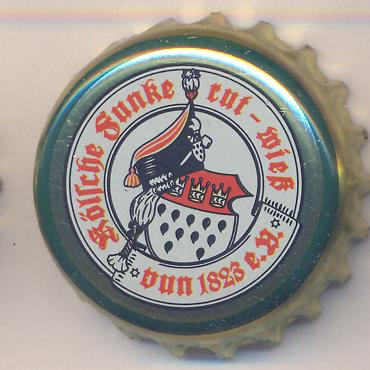 Kölsche Funke rut-wieß
vun 1823 e.V.